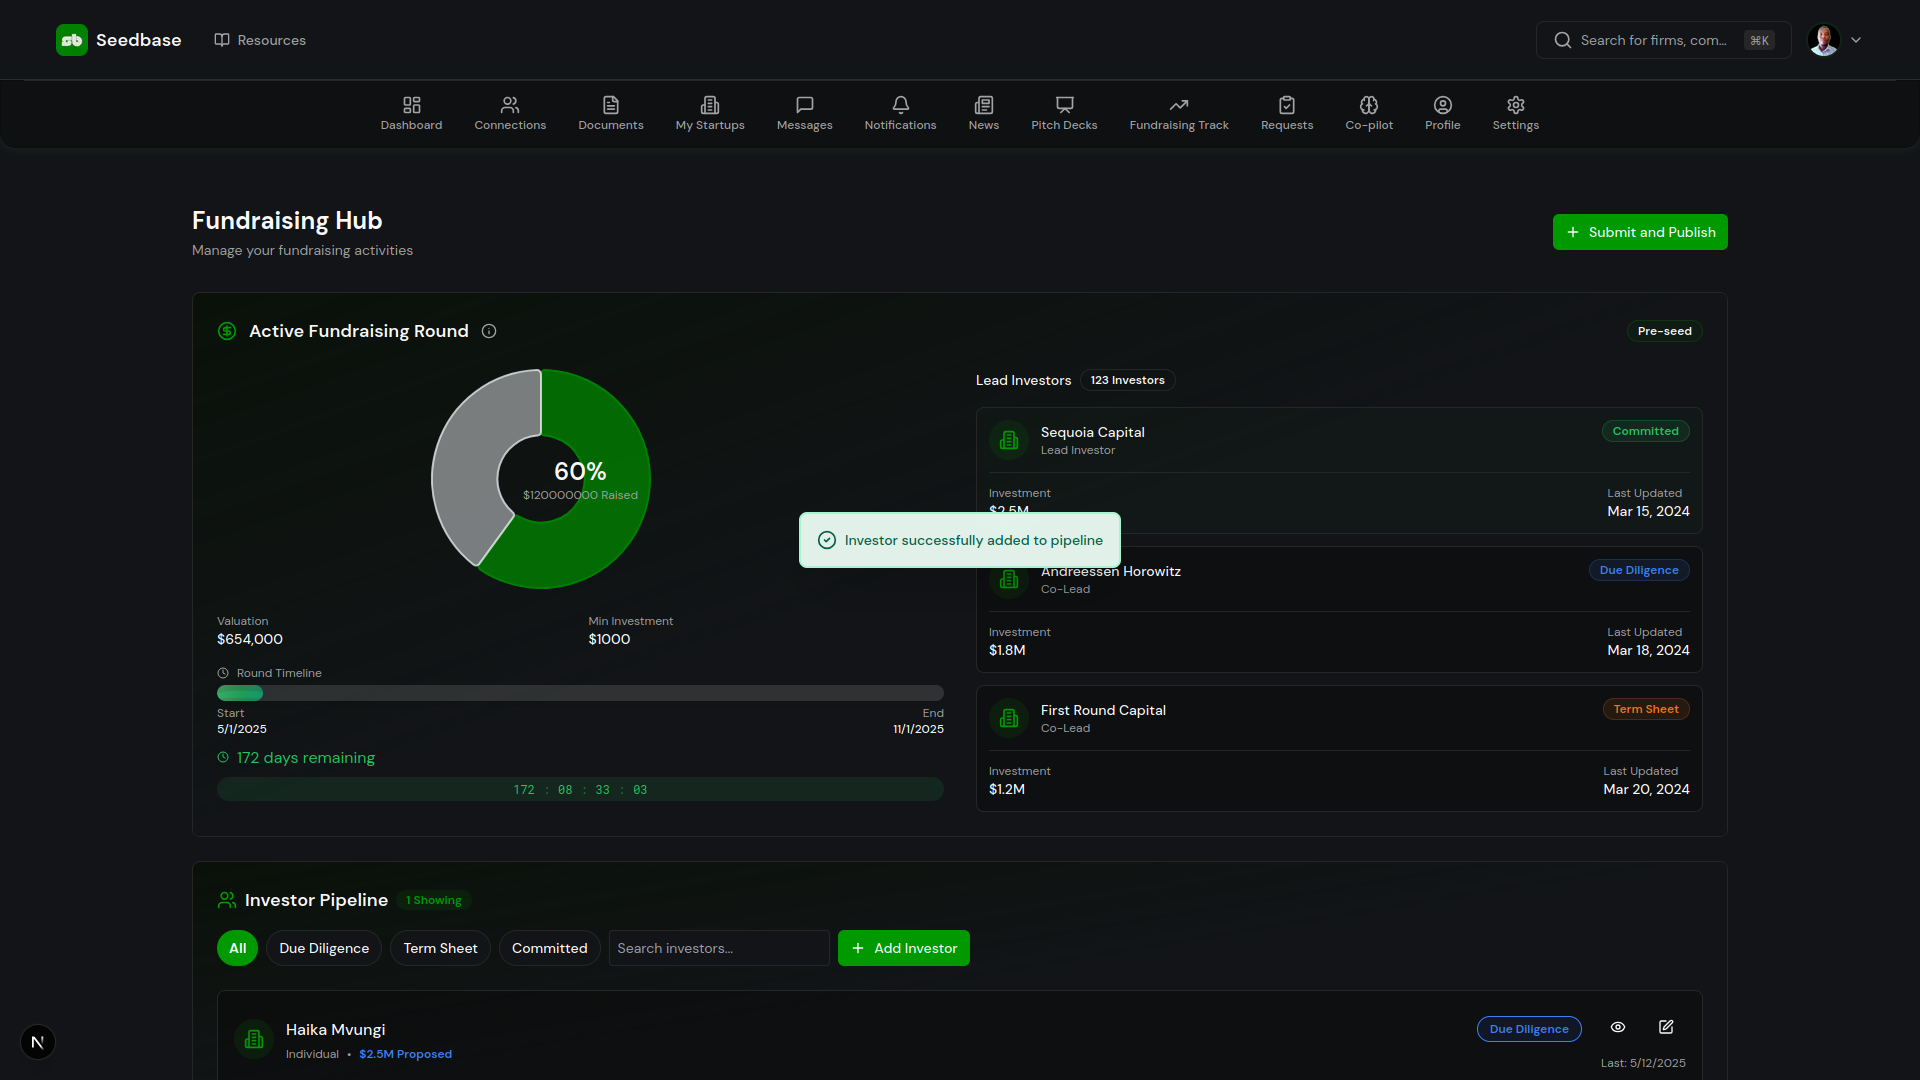 Seedbase
Resources
Search for firms, com...
⌘K
Dashboard
Connections
Documents
My Startups
Messages
Notifications
News
Pitch Decks
Fundraising Track
Requests
Co-pilot
Profile
Settings
Fundraising Hub
Manage your fundraising activities
Submit and Publish
Active Fundraising Round
Pre-seed
60%
$120000000 Raised
Valuation
$654,000
Min Investment
$1000
Round Timeline
Start
5/1/2025
End
11/1/2025
172 days remaining
172 : 08 : 33 : 03
Lead Investors
123 Investors
Sequoia Capital
Lead Investor
Committed
Investment
$2.5M
Last Updated
Mar 15, 2024
Investor successfully added to pipeline
Andreessen Horowitz
Co-Lead
Due Diligence
Investment
$1.8M
Last Updated
Mar 18, 2024
First Round Capital
Co-Lead
Term Sheet
Investment
$1.2M
Last Updated
Mar 20, 2024
Investor Pipeline
1 Showing
All
Due Diligence
Term Sheet
Committed
Search investors...
Add Investor
Haika Mvungi
Individual • $2.5M Proposed
Due Diligence
Last: 5/12/2025
N